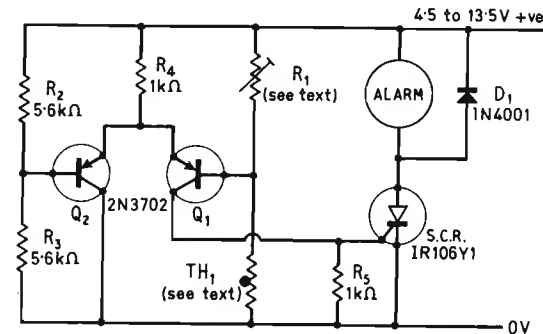 4·5 to 13·5V +ve
R4
1kΩ
R1
(see text)
R2
5·6kΩ
ALARM
D1
1N4001
Q2
2N3702
Q1
R3
5·6kΩ
TH1
(see text)
R5
1kΩ
S.C.R.
IR106Y1
0V